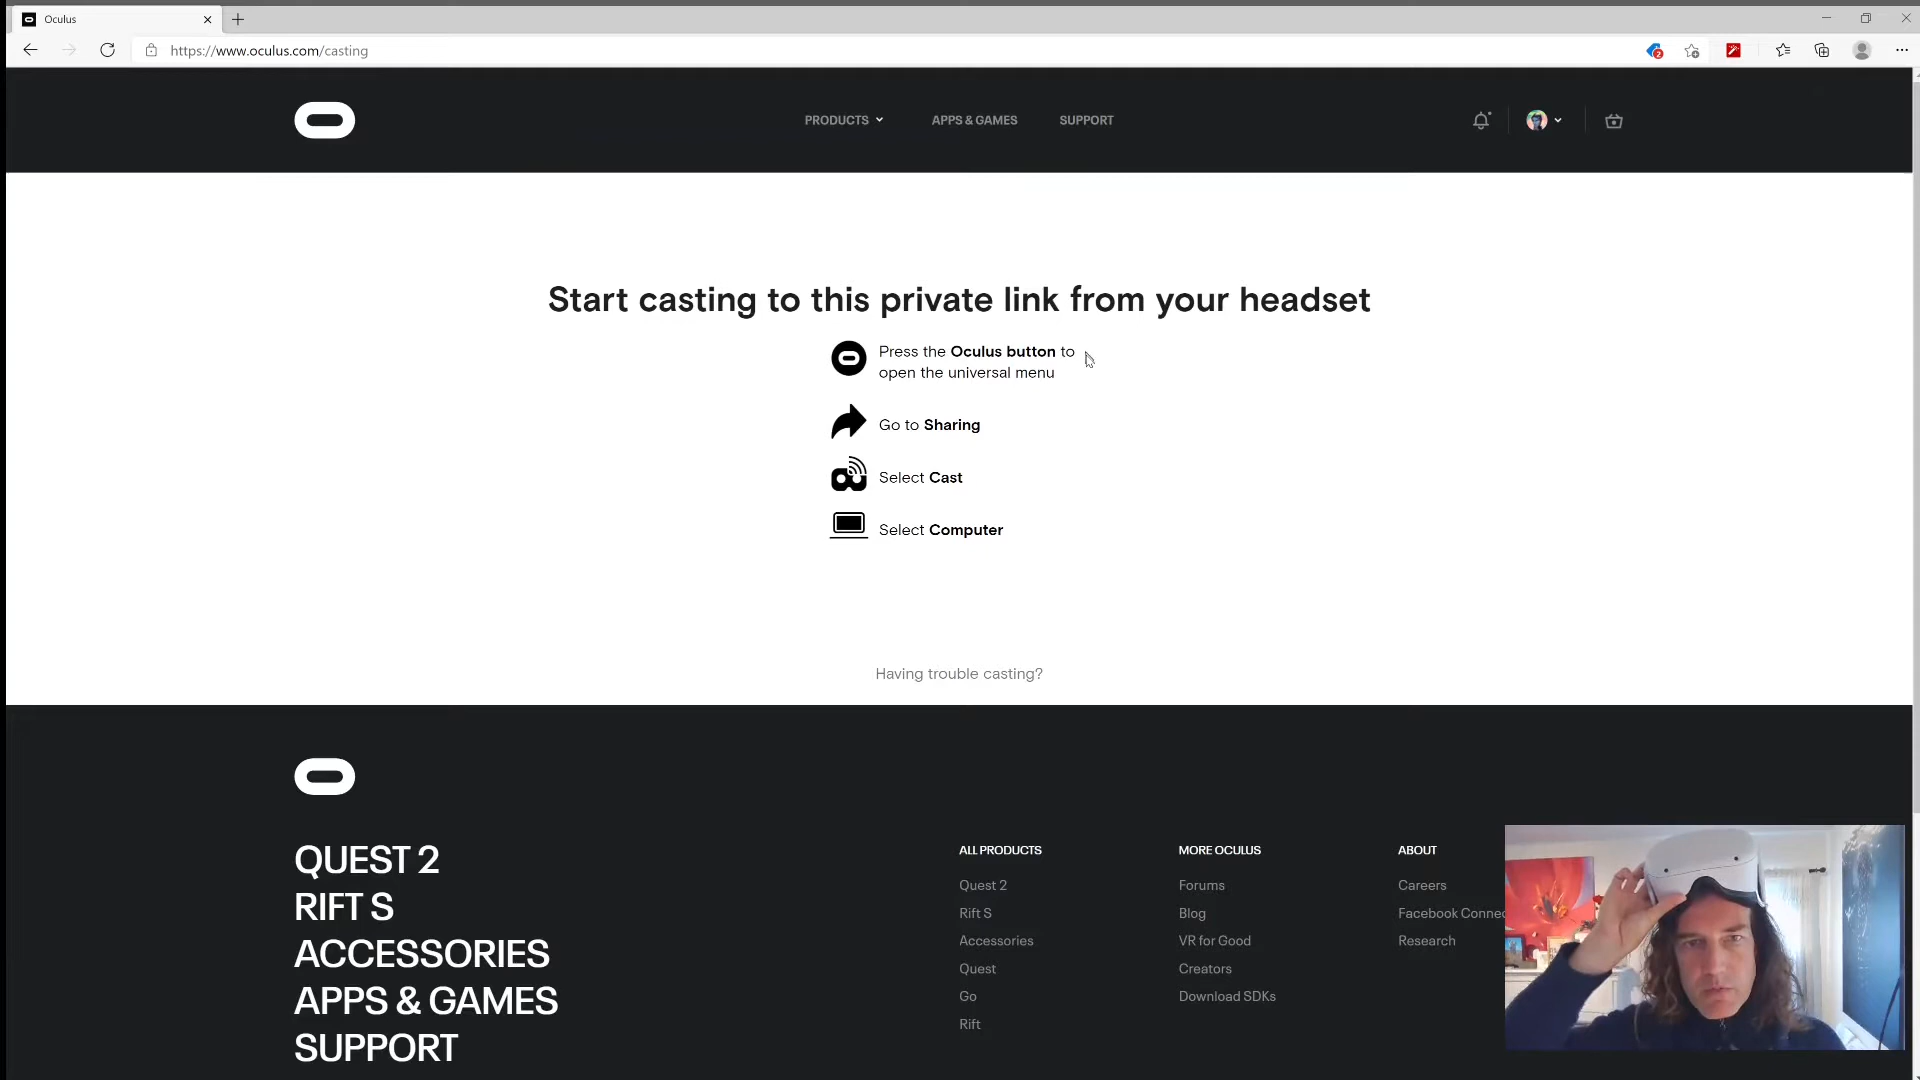 Oculus
https://www.oculus.com/casting
2
PRODUCTS
APPS & GAMES
SUPPORT
Start casting to this private link from your headset
Press the Oculus button to
open the universal menu
Go to Sharing
Select Cast
Select Computer
Having trouble casting?
QUEST 2
RIFT S
ACCESSORIES
APPS & GAMES
SUPPORT
ALL PRODUCTS
Quest 2
Rift S
Accessories
Quest
Go
Rift
MORE OCULUS
Forums
Blog
VR for Good
Creators
Download SDKs
ABOUT
Careers
Facebook Connec
Research